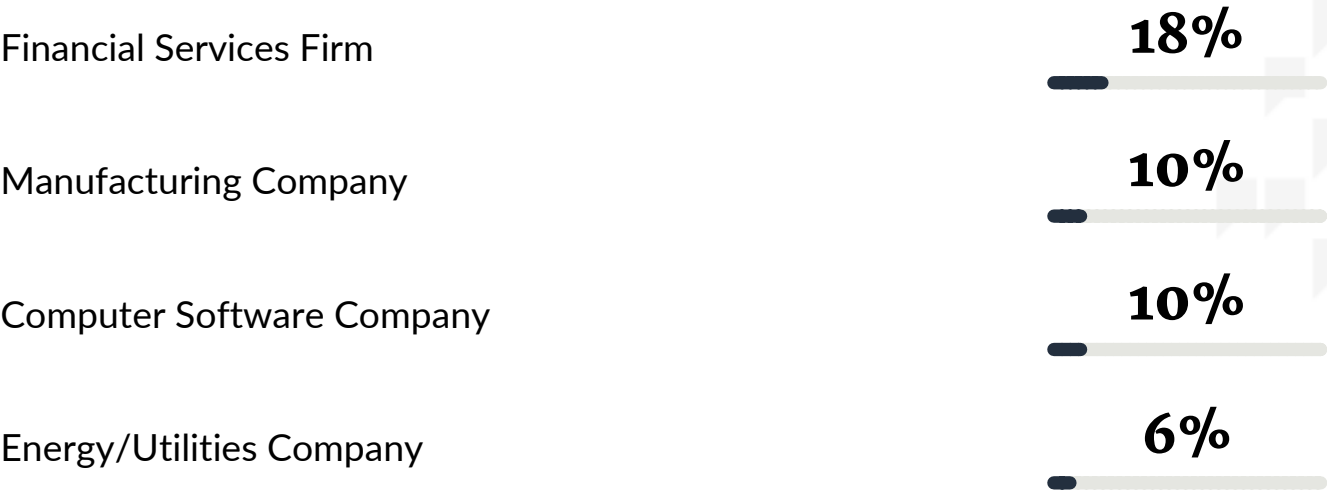 Financial Services Firm 18%
Manufacturing Company 10%
Computer Software Company 10%
Energy/Utilities Company 6%